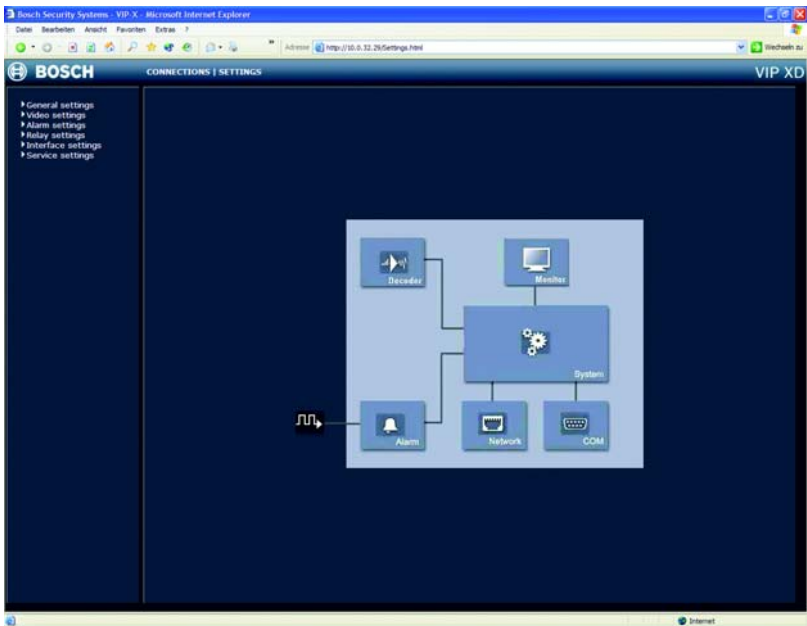 Bosch Security Systems - VIP-X - Microsoft Internet Explorer
Datei Bearbeiten Ansicht Favoriten Extras ?
Adresse http://10.0.32.29/Settings.html Wechseln zu
BOSCH CONNECTIONS | SETTINGS VIP XD
General settings
Video settings
Alarm settings
Relay settings
Interface settings
Service settings
Decoder
Monitor
System
Alarm
Network
COM
Internet